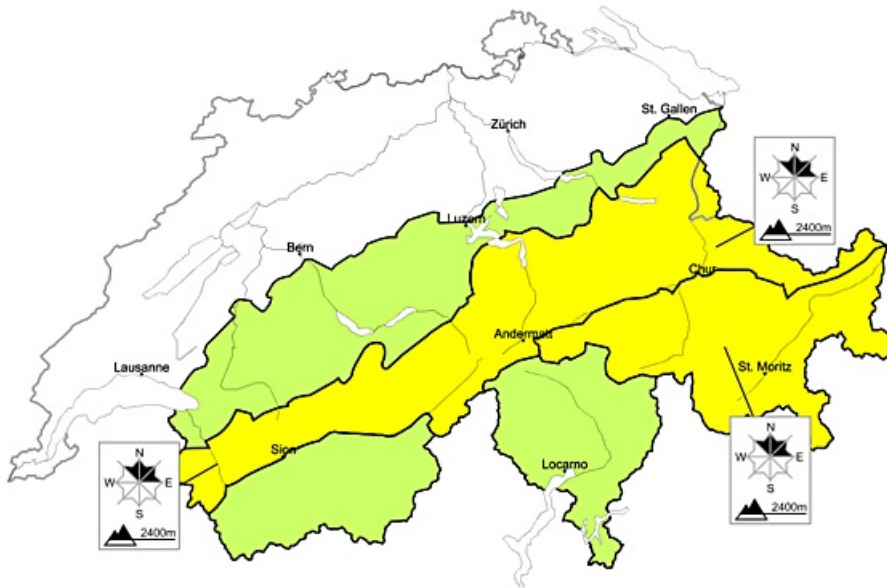 St. Gallen
Zürich
N
W E
S
2400m
Luzern
Bern
Chur
Andermatt
Lausanne
St. Moritz
N
W E
S
2400m
Sion
N
W E
S
2400m
Locarno